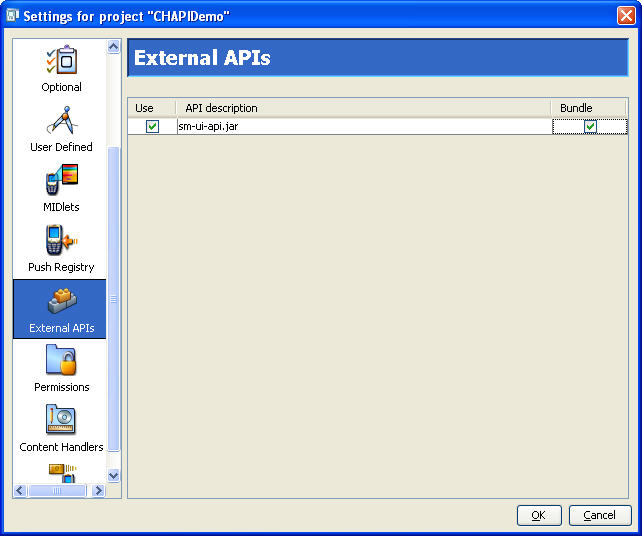 Settings for project "CHAPIDemo"
Optional
User Defined
MIDlets
Push Registry
External APIs
Permissions
Content Handlers
External APIs
Use API description Bundle
sm-ui-api.jar
OK Cancel